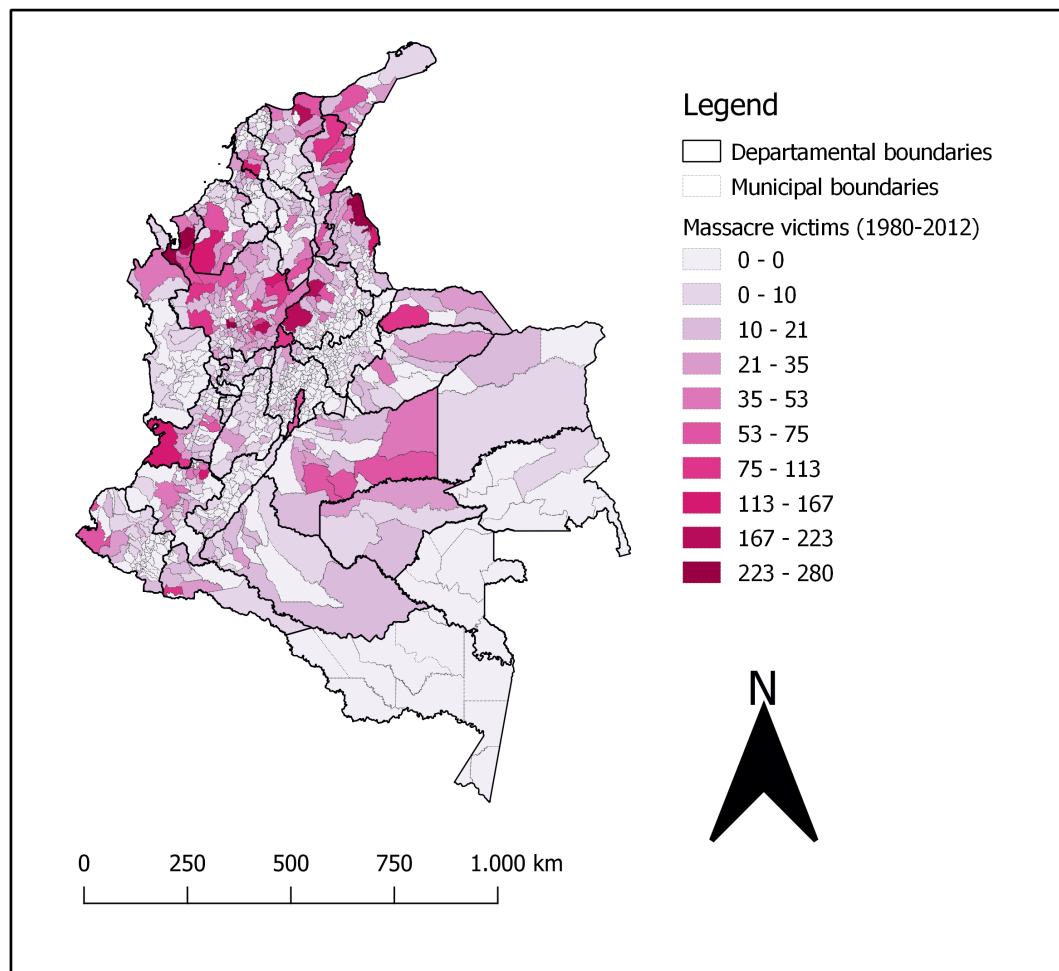 Legend
Departamental boundaries
Municipal boundaries
Massacre victims (1980-2012)
0 - 0
0 - 10
10 - 21
21 - 35
35 - 53
53 - 75
75 - 113
113 - 167
167 - 223
223 - 280
N
0 250 500 750 1.000 km